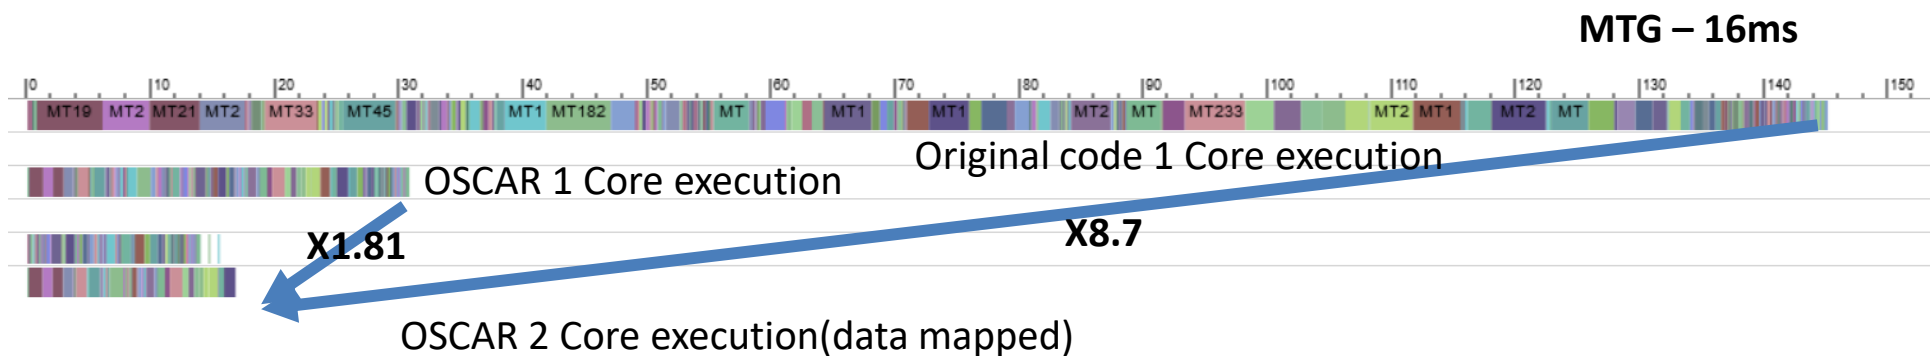 MTG – 16ms
|0 |10 |20 |30 |40 |50 |60 |70 |80 |90 |100 |110 |120 |130 |140 |150
MT19 MT2 MT21 MT2 MT33 MT45 MT1 MT182 MT MT1 MT1 MT2 MT MT233 MT2 MT1 MT2 MT
Original code 1 Core execution
OSCAR 1 Core execution
X8.7
X1.81
OSCAR 2 Core execution(data mapped)